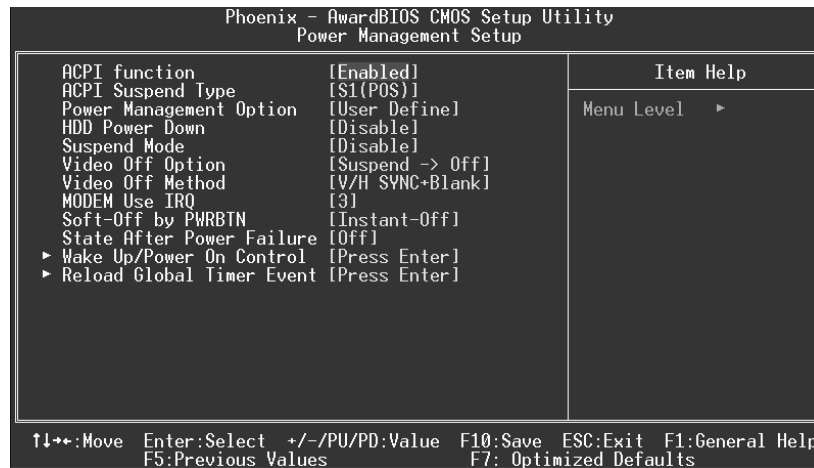 Phoenix - AwardBIOS CMOS Setup Utility
Power Management Setup
ACPI function [Enabled]
ACPI Suspend Type [S1(POS)]
Power Management Option [User Define]
HDD Power Down [Disable]
Suspend Mode [Disable]
Video Off Option [Suspend -> Off]
Video Off Method [V/H SYNC+Blank]
MODEM Use IRQ [3]
Soft-Off by PWRBTN [Instant-Off]
State After Power Failure [Off]
► Wake Up/Power On Control [Press Enter]
► Reload Global Timer Event [Press Enter]
Item Help
Menu Level ►
↑↓→←:Move Enter:Select +/-/PU/PD:Value F10:Save ESC:Exit F1:General Help
F5:Previous Values F7: Optimized Defaults